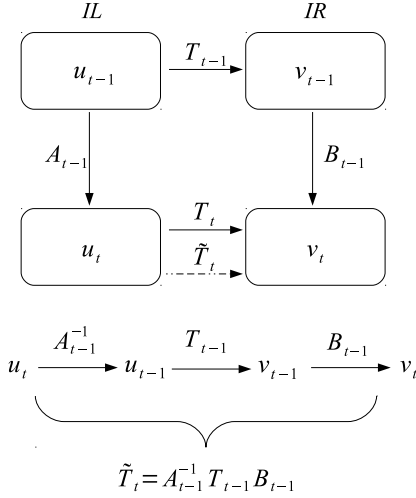 IL IR
u_{t-1} T_{t-1} v_{t-1}
A_{t-1} B_{t-1}
u_t T_t v_t
T̃_t
u_t A_{t-1}^{-1} u_{t-1} T_{t-1} v_{t-1} B_{t-1} v_t
T̃_t = A_{t-1}^{-1} T_{t-1} B_{t-1}